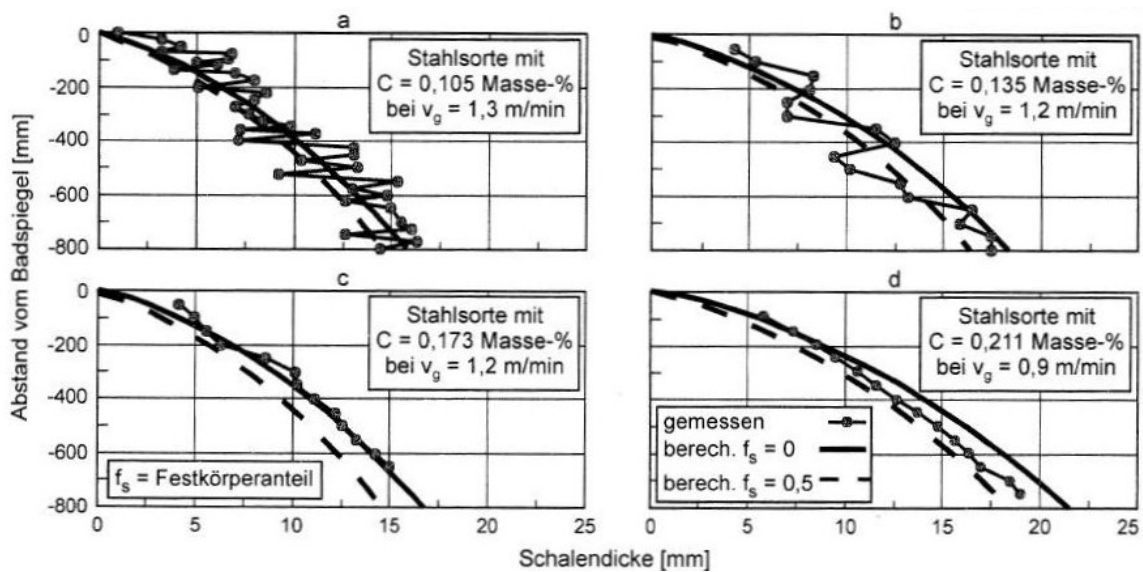 a
b
0
-200
-400
-600
-800
Stahlsorte mit
C = 0,105 Masse-%
bei v_g = 1,3 m/min
Stahlsorte mit
C = 0,135 Masse-%
bei v_g = 1,2 m/min
c
d
0
-200
-400
-600
-800
Stahlsorte mit
C = 0,173 Masse-%
bei v_g = 1,2 m/min
f_s = Festkörperanteil
Stahlsorte mit
C = 0,211 Masse-%
bei v_g = 0,9 m/min
gemessen
berech. f_s = 0
berech. f_s = 0,5
0 5 10 15 20 25
0 5 10 15 20 25
Abstand vom Badspiegel [mm]
Schalendicke [mm]